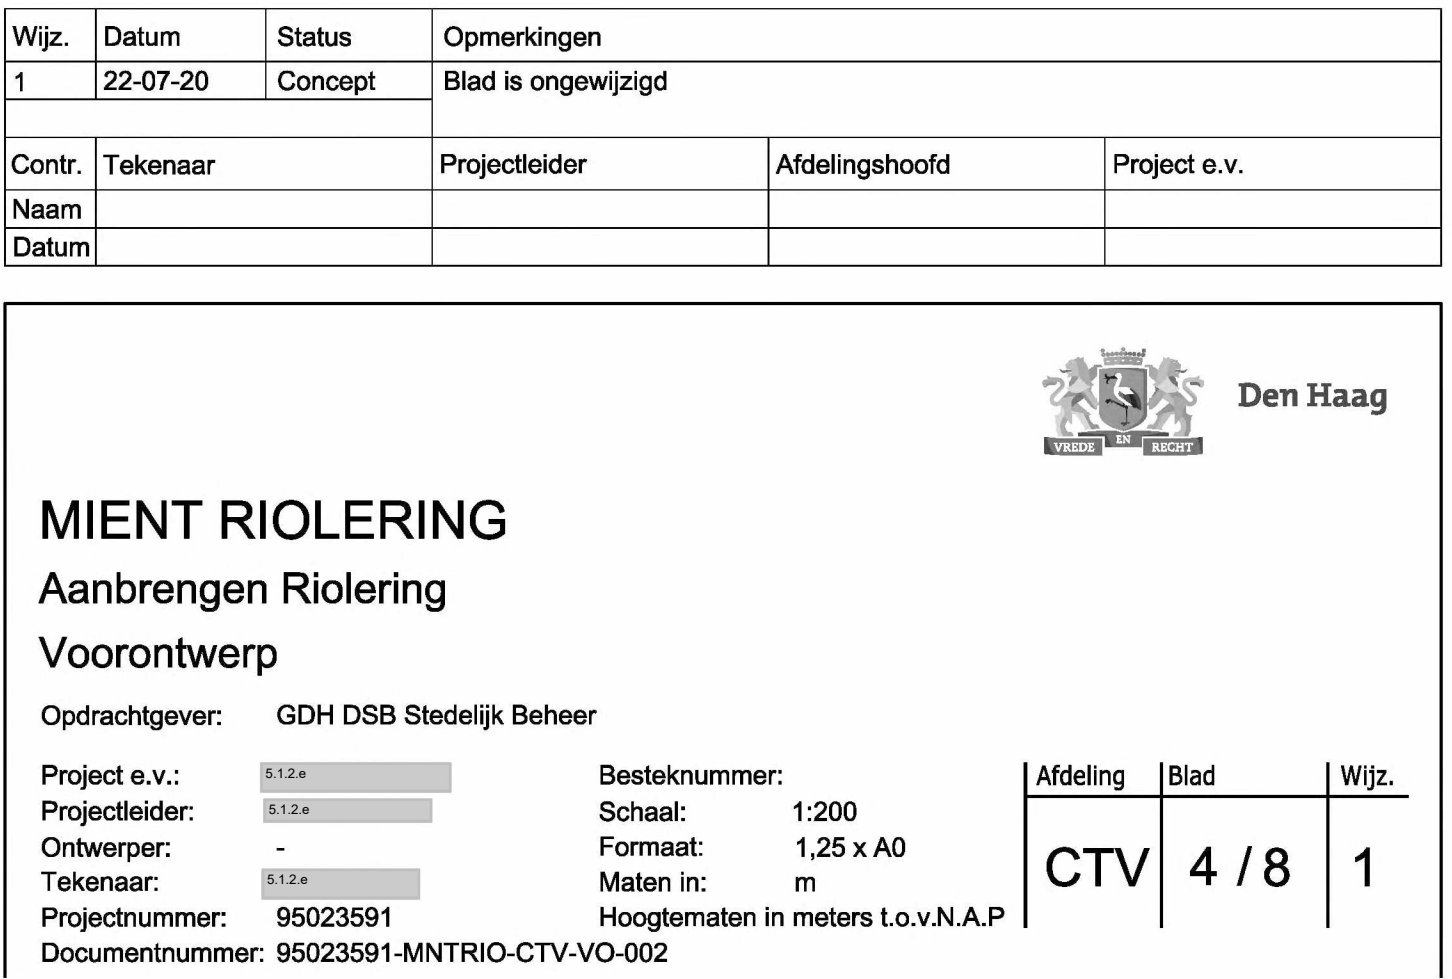 Wijz. Datum Status Opmerkingen
1 22-07-20 Concept Blad is ongewijzigd
Contr. Tekenaar Projectleider Afdelingshoofd Project e.v.
Naam
Datum
Den Haag
VREDE EN RECHT
MIENT RIOLERING
Aanbrengen Riolering
Voorontwerp
Opdrachtgever: GDH DSB Stedelijk Beheer
Project e.v.: 5.1.2.e Besteknummer: Afdeling Blad Wijz.
Projectleider: 5.1.2.e Schaal: 1:200
Ontwerper: - Formaat: 1,25 x A0 CTV 4 / 8 1
Tekenaar: 5.1.2.e Maten in: m
Projectnummer: 95023591 Hoogtematen in meters t.o.v.N.A.P
Documentnummer: 95023591-MNTRIO-CTV-VO-002